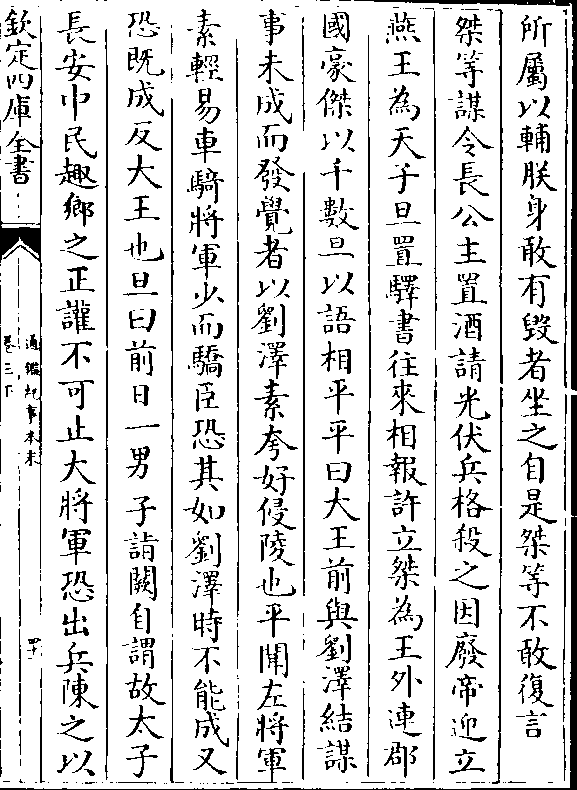 所屬以輔朕身敢有毀者坐之自是桀等不敢復言
桀等謀令長公主置酒請光伏兵格殺之因廢帝迎立
燕王為天子旦置驛書往來相報許立桀為王外連郡
國豪傑以千數旦以語相平平曰大王前與劉澤結謀
事未成而發覺者以劉澤素夸好侵陵也平聞左將軍
素輕易車騎將軍少而驕臣恐其如劉澤時不能成又
恐既成反大王也旦曰前日一男子詣闕自謂故太子
長安中民趣鄉之正讙不可止大將軍恐出兵陳之以
欽定四庫全書
通鑑紀事本末
卷三下